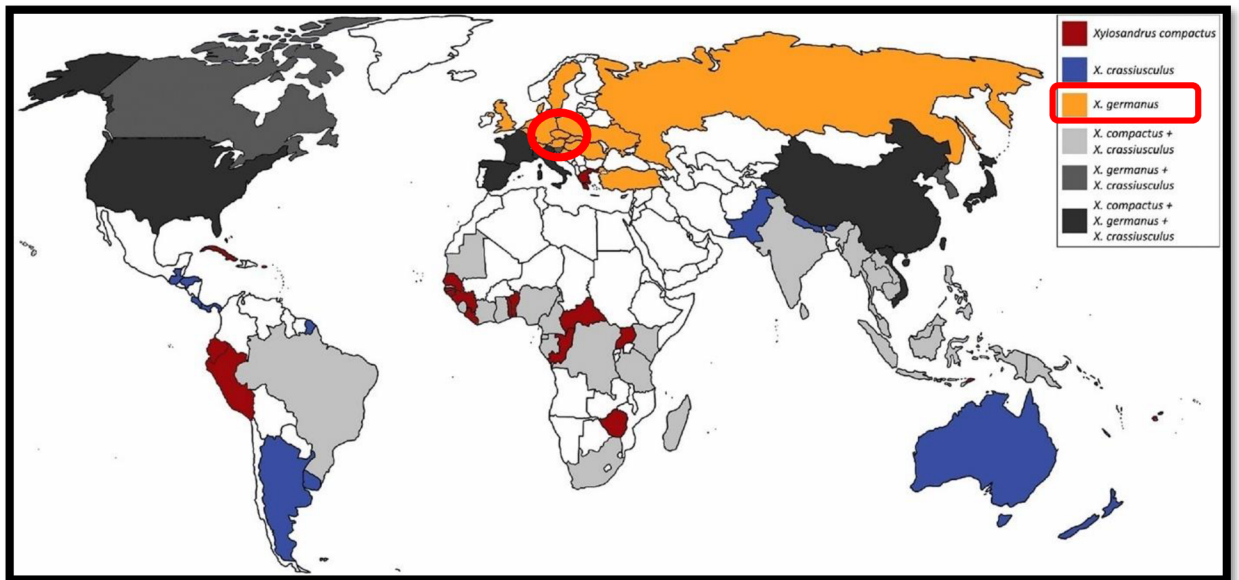 Xylosandrus compactus
X. crassiusculus
X. germanus
X. compactus +
X. crassiusculus
X. germanus +
X. crassiusculus
X. compactus +
X. germanus +
X. crassiusculus